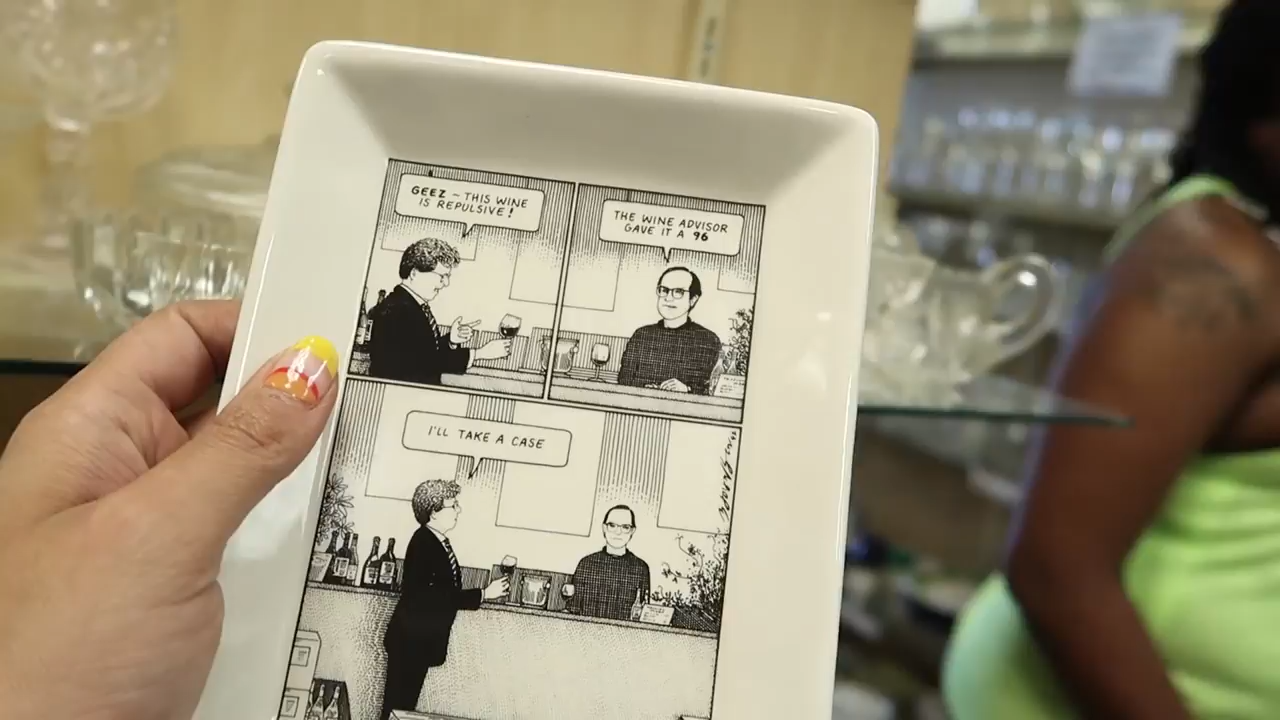 GEEZ - THIS WINE
IS REPULSIVE!
THE WINE ADVISOR
GAVE IT A 96
I'LL TAKE A CASE